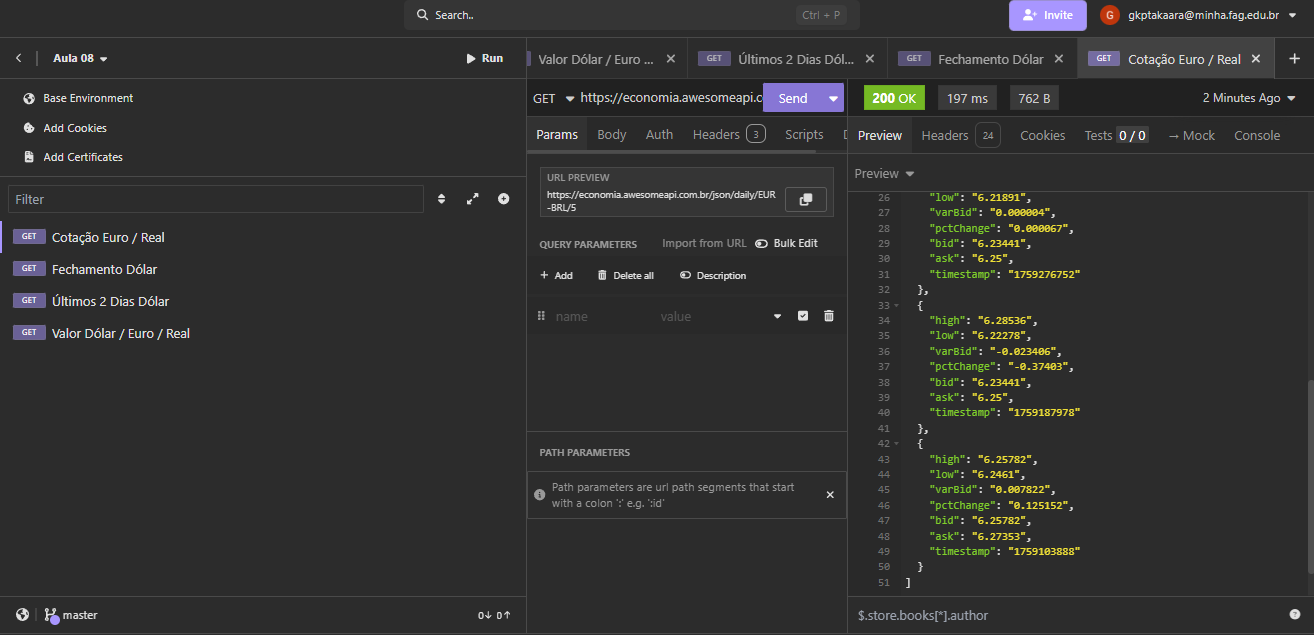 Search.. Ctrl + P
Invite
G gkptakaara@minha.fag.edu.br
Aula 08
Run
Base Environment
Add Cookies
Add Certificates
Filter
GET Cotação Euro / Real
GET Fechamento Dólar
GET Últimos 2 Dias Dólar
GET Valor Dólar / Euro / Real
master
0 0
Valor Dólar / Euro ...
GET Últimos 2 Dias Dól...
GET Fechamento Dólar
GET Cotação Euro / Real
GET https://economia.awesomeapi.co
Send
Params Body Auth Headers 3 Scripts
URL PREVIEW
https://economia.awesomeapi.com.br/json/daily/EUR
-BRL/5
QUERY PARAMETERS Import from URL Bulk Edit
Add Delete all Description
name value
PATH PARAMETERS
Path parameters are url path segments that start
with a colon ':' e.g. ':id'
200 OK 197 ms 762 B 2 Minutes Ago
Preview Headers 24 Cookies Tests 0 / 0 → Mock Console
Preview
26 "low": "6.21891",
27 "varBid": "0.000004",
28 "pctChange": "0.000067",
29 "bid": "6.23441",
30 "ask": "6.25",
31 "timestamp": "1759276752"
32 },
33 {
34 "high": "6.28536",
35 "low": "6.22278",
36 "varBid": "-0.023406",
37 "pctChange": "-0.37403",
38 "bid": "6.23441",
39 "ask": "6.25",
40 "timestamp": "1759187978"
41 },
42 {
43 "high": "6.25782",
44 "low": "6.2461",
45 "varBid": "0.007822",
46 "pctChange": "0.125152",
47 "bid": "6.25782",
48 "ask": "6.27353",
49 "timestamp": "1759103888"
50 }
51 ]
$.store.books[*].author